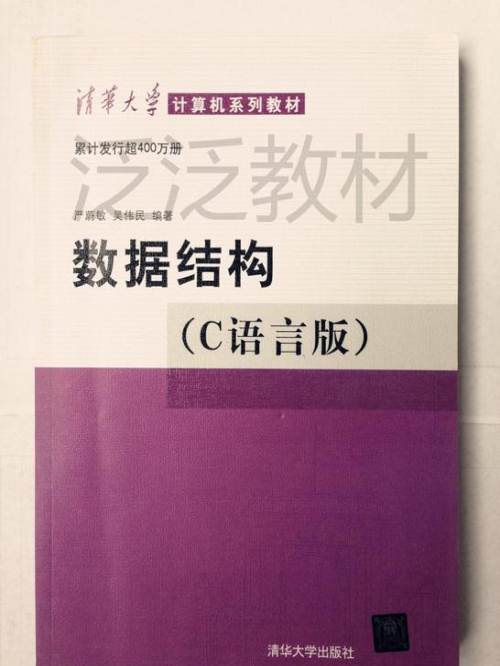 清华大学 计算机系列教材
累计发行超400万册
泛泛教材
严蔚敏 吴伟民 编著
数据结构
(C语言版)
清华大学出版社